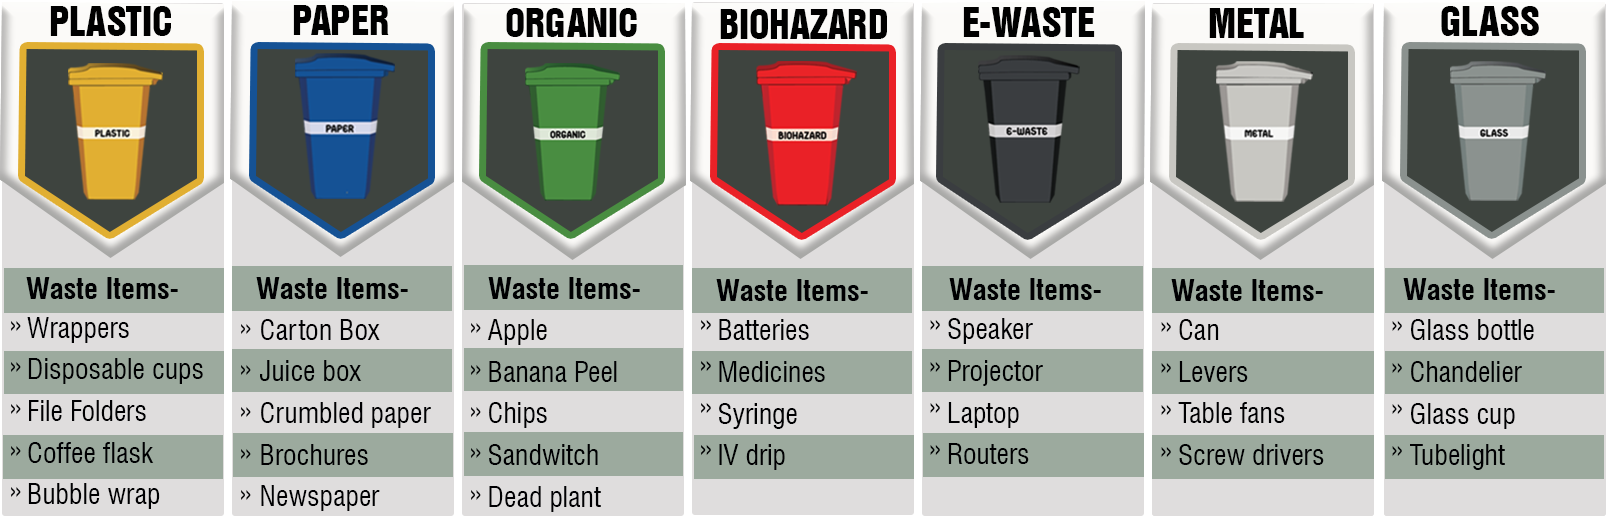 PLASTIC
PLASTIC
Waste Items-
» Wrappers
» Disposable cups
» File Folders
» Coffee flask
» Bubble wrap
PAPER
PAPER
Waste Items-
» Carton Box
» Juice box
» Crumbled paper
» Brochures
» Newspaper
ORGANIC
ORGANIC
Waste Items-
» Apple
» Banana Peel
» Chips
» Sandwitch
» Dead plant
BIOHAZARD
BIOHAZARD
Waste Items-
» Batteries
» Medicines
» Syringe
» IV drip
E-WASTE
E-WASTE
Waste Items-
» Speaker
» Projector
» Laptop
» Routers
METAL
METAL
Waste Items-
» Can
» Levers
» Table fans
» Screw drivers
GLASS
GLASS
Waste Items-
» Glass bottle
» Chandelier
» Glass cup
» Tubelight